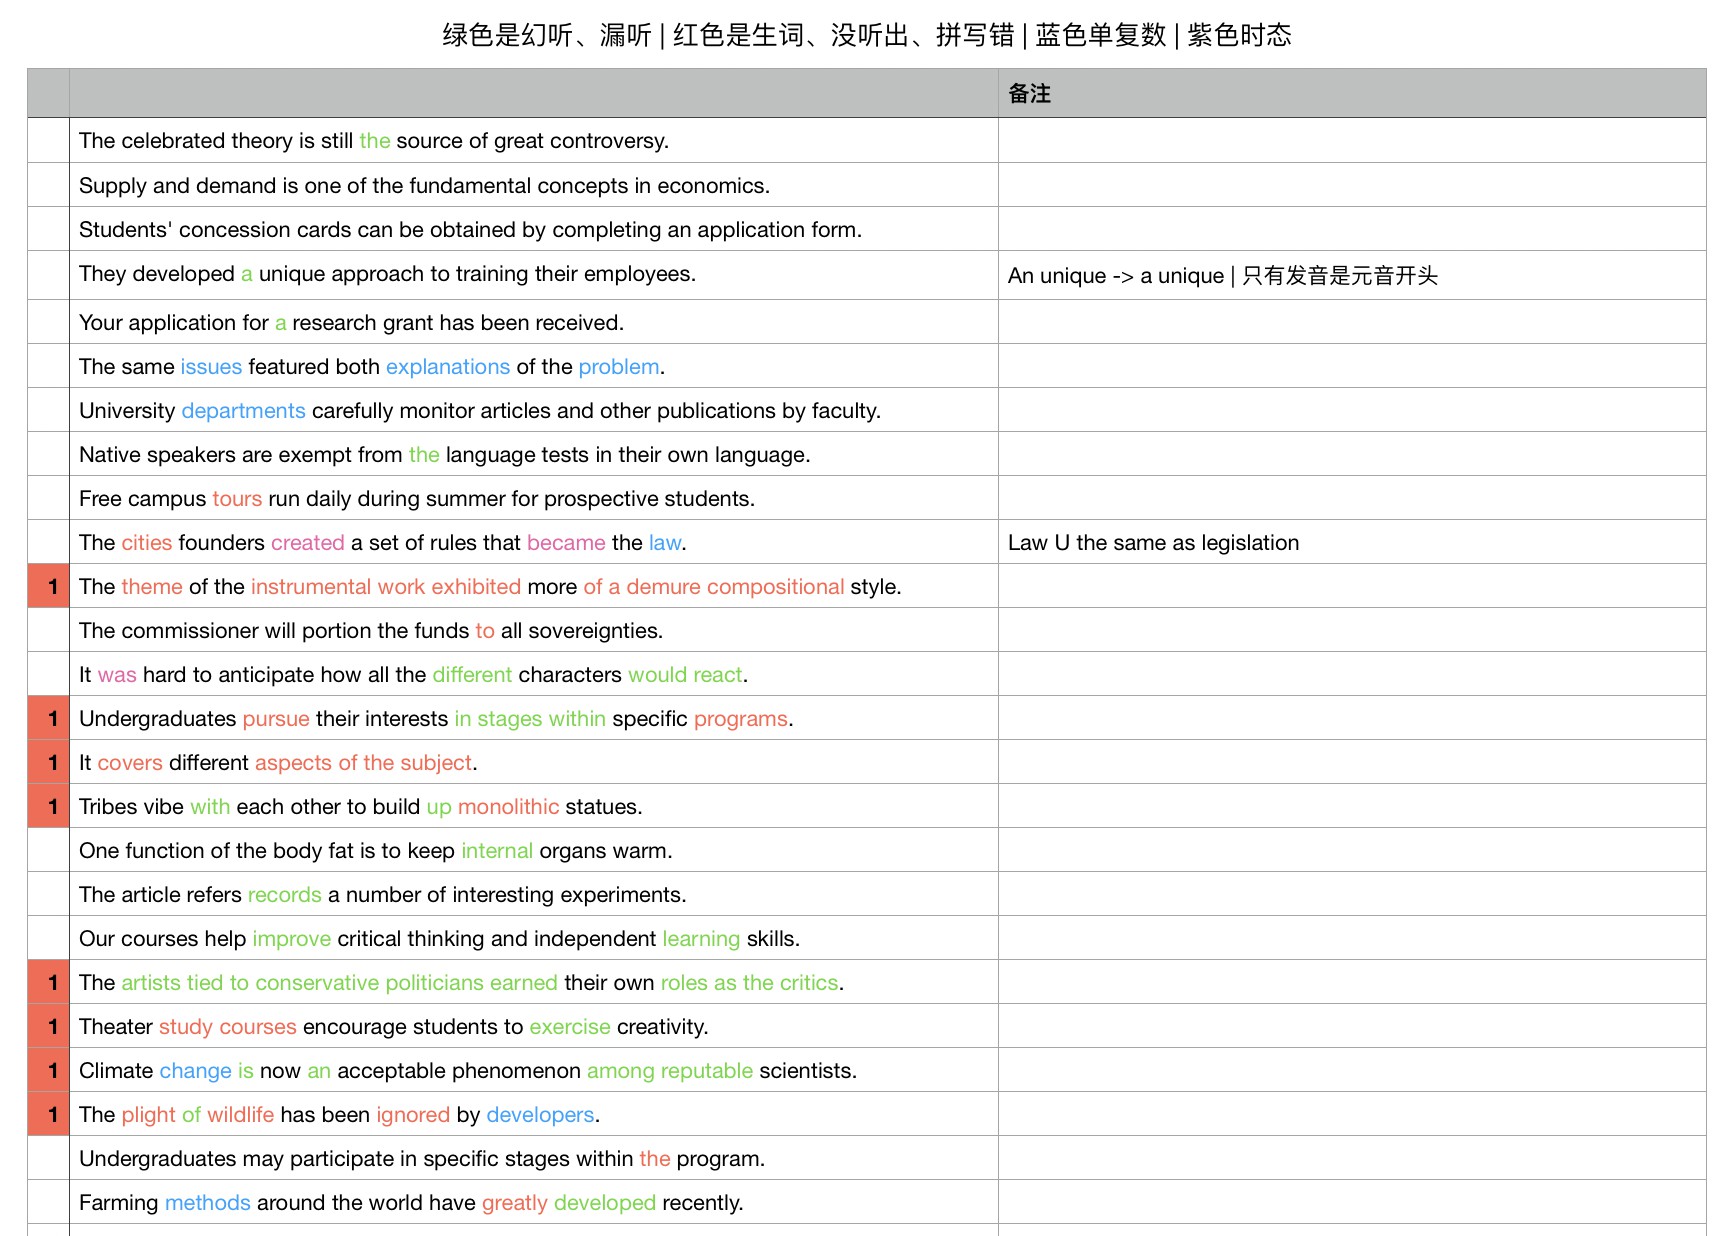 绿色是幻听、漏听 | 红色是生词、没听出、拼写错 | 蓝色单复数 | 紫色时态
备注
The celebrated theory is still the source of great controversy.
Supply and demand is one of the fundamental concepts in economics.
Students' concession cards can be obtained by completing an application form.
They developed a unique approach to training their employees. An unique -> a unique | 只有发音是元音开头
Your application for a research grant has been received.
The same issues featured both explanations of the problem.
University departments carefully monitor articles and other publications by faculty.
Native speakers are exempt from the language tests in their own language.
Free campus tours run daily during summer for prospective students.
The cities founders created a set of rules that became the law. Law U the same as legislation
1 The theme of the instrumental work exhibited more of a demure compositional style.
The commissioner will portion the funds to all sovereignties.
It was hard to anticipate how all the different characters would react.
1 Undergraduates pursue their interests in stages within specific programs.
1 It covers different aspects of the subject.
1 Tribes vibe with each other to build up monolithic statues.
One function of the body fat is to keep internal organs warm.
The article refers records a number of interesting experiments.
Our courses help improve critical thinking and independent learning skills.
1 The artists tied to conservative politicians earned their own roles as the critics.
1 Theater study courses encourage students to exercise creativity.
1 Climate change is now an acceptable phenomenon among reputable scientists.
1 The plight of wildlife has been ignored by developers.
Undergraduates may participate in specific stages within the program.
Farming methods around the world have greatly developed recently.